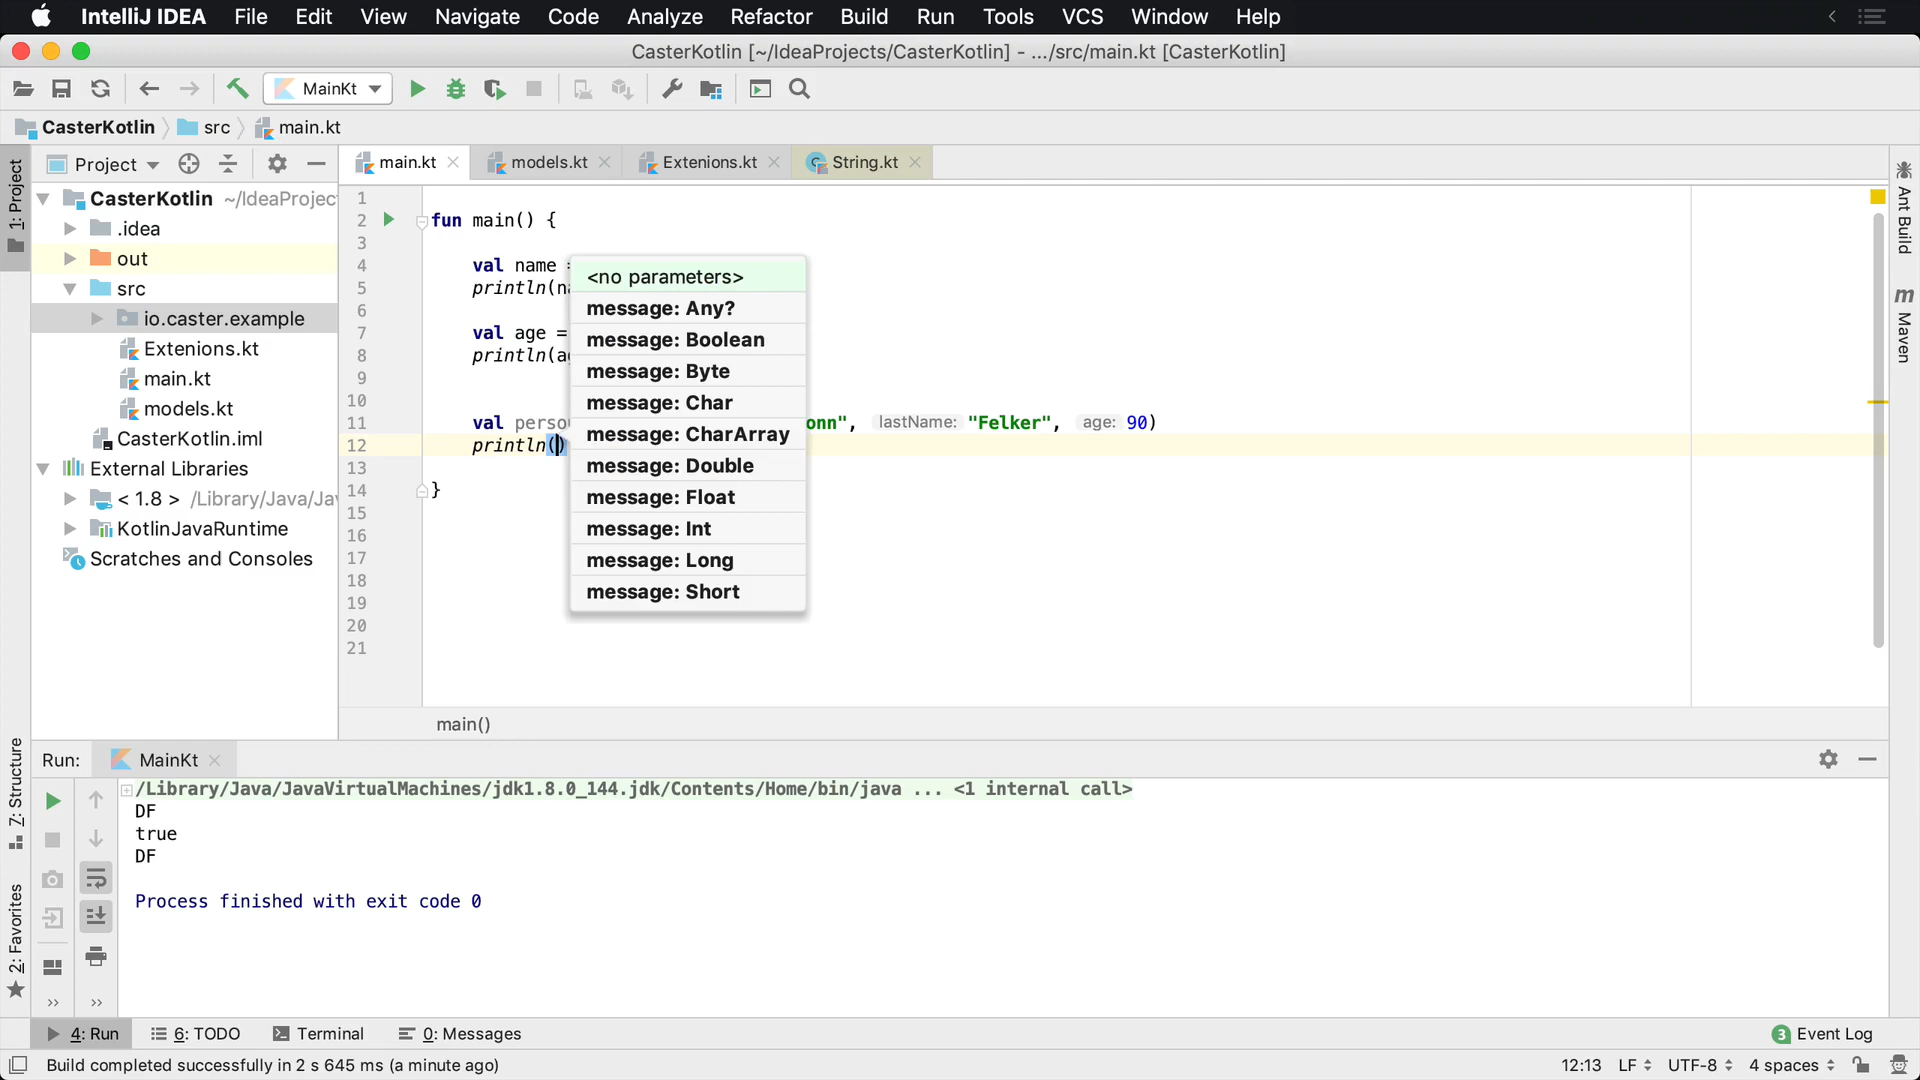 IntelliJ IDEA File Edit View Navigate Code Analyze Refactor Build Run Tools VCS Window Help
CasterKotlin [~/IdeaProjects/CasterKotlin] - .../src/main.kt [CasterKotlin]
MainKt
CasterKotlin src main.kt
Project
main.kt models.kt Extenions.kt String.kt
1: Project
CasterKotlin ~/IdeaProjec
.idea
out
src
io.caster.example
Extenions.kt
main.kt
models.kt
CasterKotlin.iml
External Libraries
< 1.8 > /Library/Java/Ja
KotlinJavaRuntime
Scratches and Consoles
1
2 fun main() {
3
4 val name =
5 println(na
6
7 val age =
8 println(ag
9
10
11 val perso onn", lastName: "Felker", age: 90)
12 println()
13
14 }
15
16
17
18
19
20
21
<no parameters>
message: Any?
message: Boolean
message: Byte
message: Char
message: CharArray
message: Double
message: Float
message: Int
message: Long
message: Short
main()
Ant Build
m Maven
Z: Structure
2: Favorites
Run: MainKt
/Library/Java/JavaVirtualMachines/jdk1.8.0_144.jdk/Contents/Home/bin/java ... <1 internal call>
DF
true
DF
Process finished with exit code 0
4: Run 6: TODO Terminal 0: Messages 3 Event Log
Build completed successfully in 2 s 645 ms (a minute ago) 12:13 LF UTF-8 4 spaces